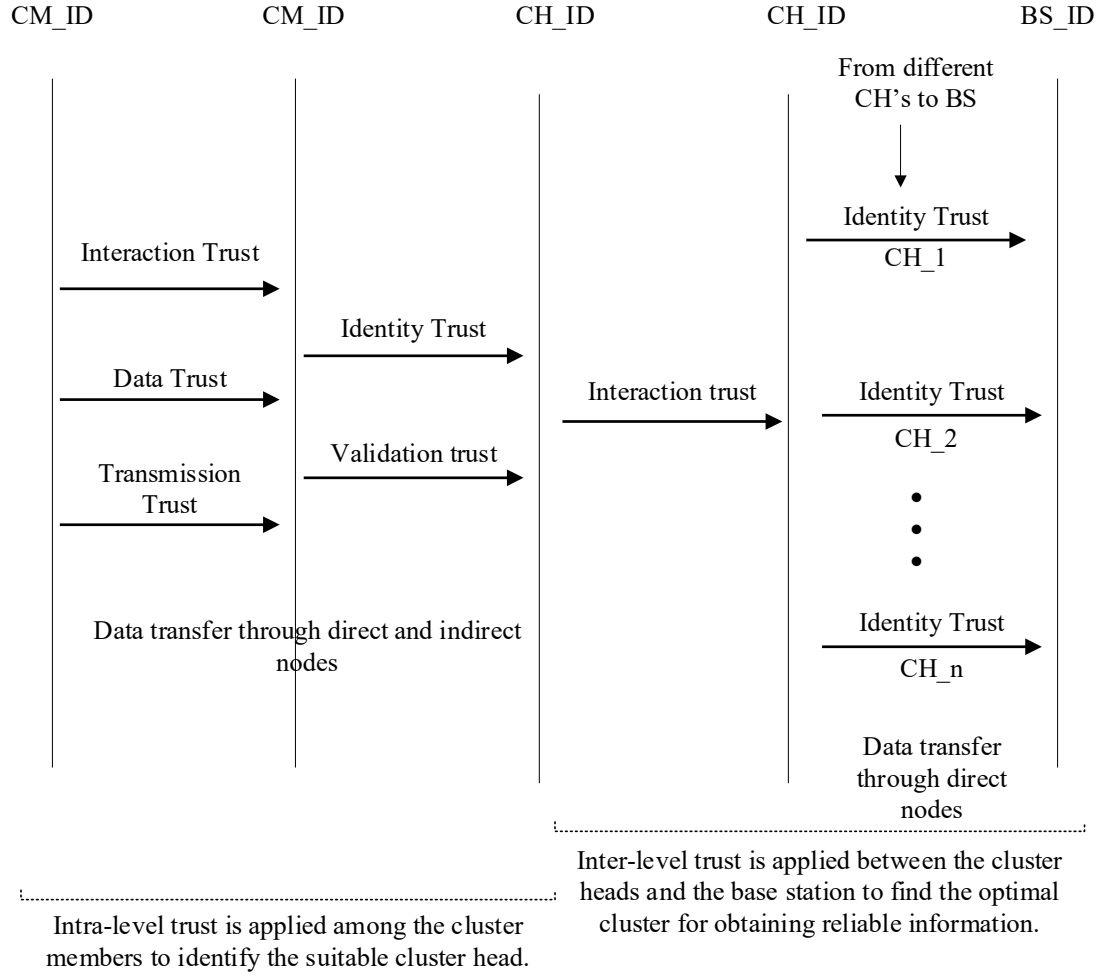 CM_ID
CM_ID
CH_ID
CH_ID
BS_ID
From different
CH's to BS
Identity Trust
CH_1
Interaction Trust
Identity Trust
Data Trust
Interaction trust
Identity Trust
CH_2
Validation trust
Transmission
Trust
Identity Trust
CH_n
Data transfer through direct and indirect
nodes
Data transfer
through direct
nodes
Inter-level trust is applied between the cluster
heads and the base station to find the optimal
cluster for obtaining reliable information.
Intra-level trust is applied among the cluster
members to identify the suitable cluster head.